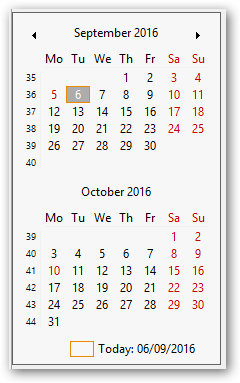 September 2016
Mo Tu We Th Fr Sa Su
35 1 2 3 4
36 5 6 7 8 9 10 11
37 12 13 14 15 16 17 18
38 19 20 21 22 23 24 25
39 26 27 28 29 30
40
October 2016
Mo Tu We Th Fr Sa Su
39 1 2
40 3 4 5 6 7 8 9
41 10 11 12 13 14 15 16
42 17 18 19 20 21 22 23
43 24 25 26 27 28 29 30
44 31
Today: 06/09/2016